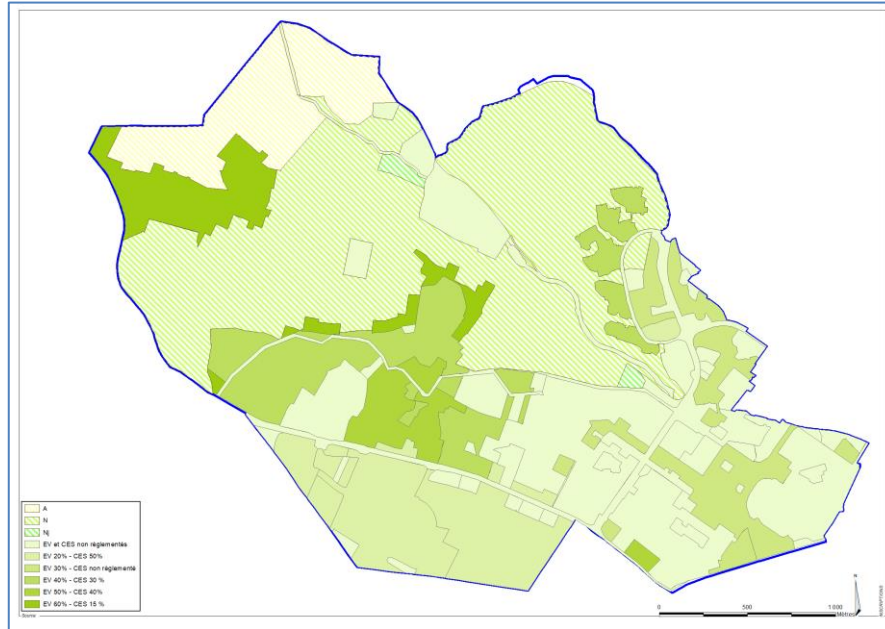 A
N
Nj
EV et CES non réglementés
EV 20% - CES 50%
EV 30% - CES non réglementé
EV 40% - CES 30 %
EV 50% - CES 40%
EV 60% - CES 15 %
N
0 500 1 000
Mètres